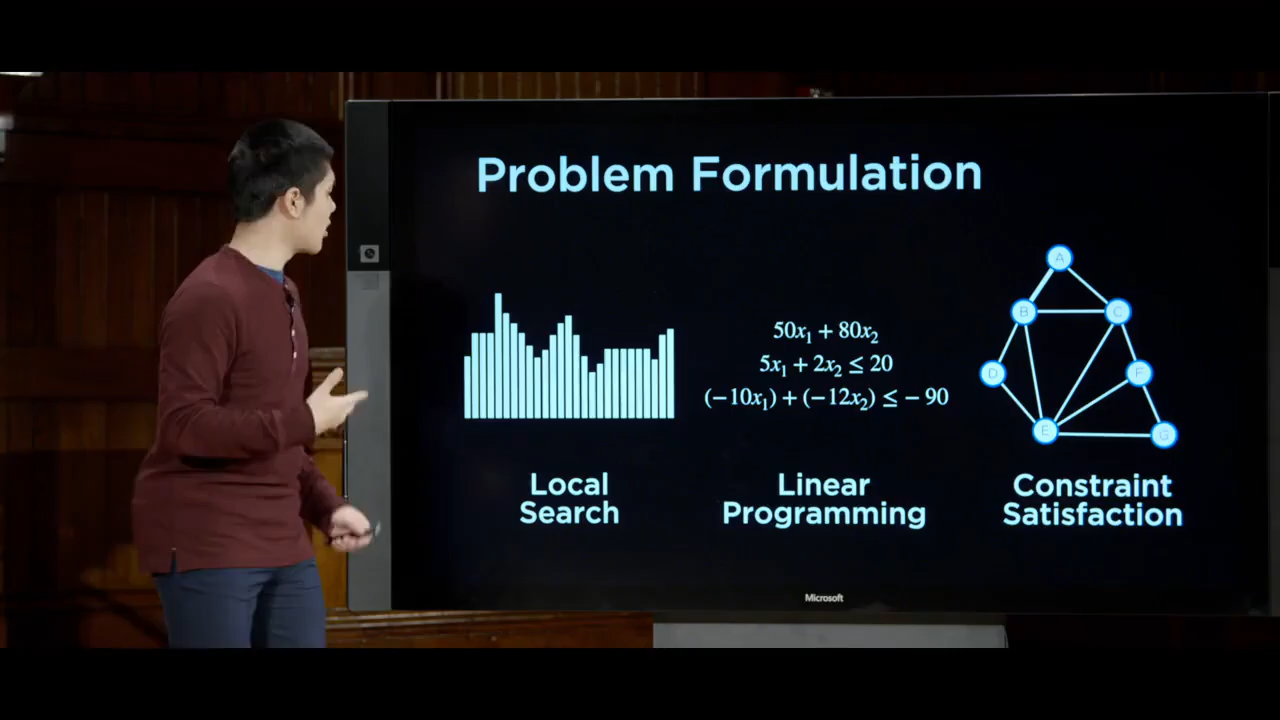 Problem Formulation
50x₁ + 80x₂
5x₁ + 2x₂ ≤ 20
(−10x₁) + (−12x₂) ≤ − 90
A
B
C
D
F
E
G
Local
Search
Linear
Programming
Constraint
Satisfaction
Microsoft